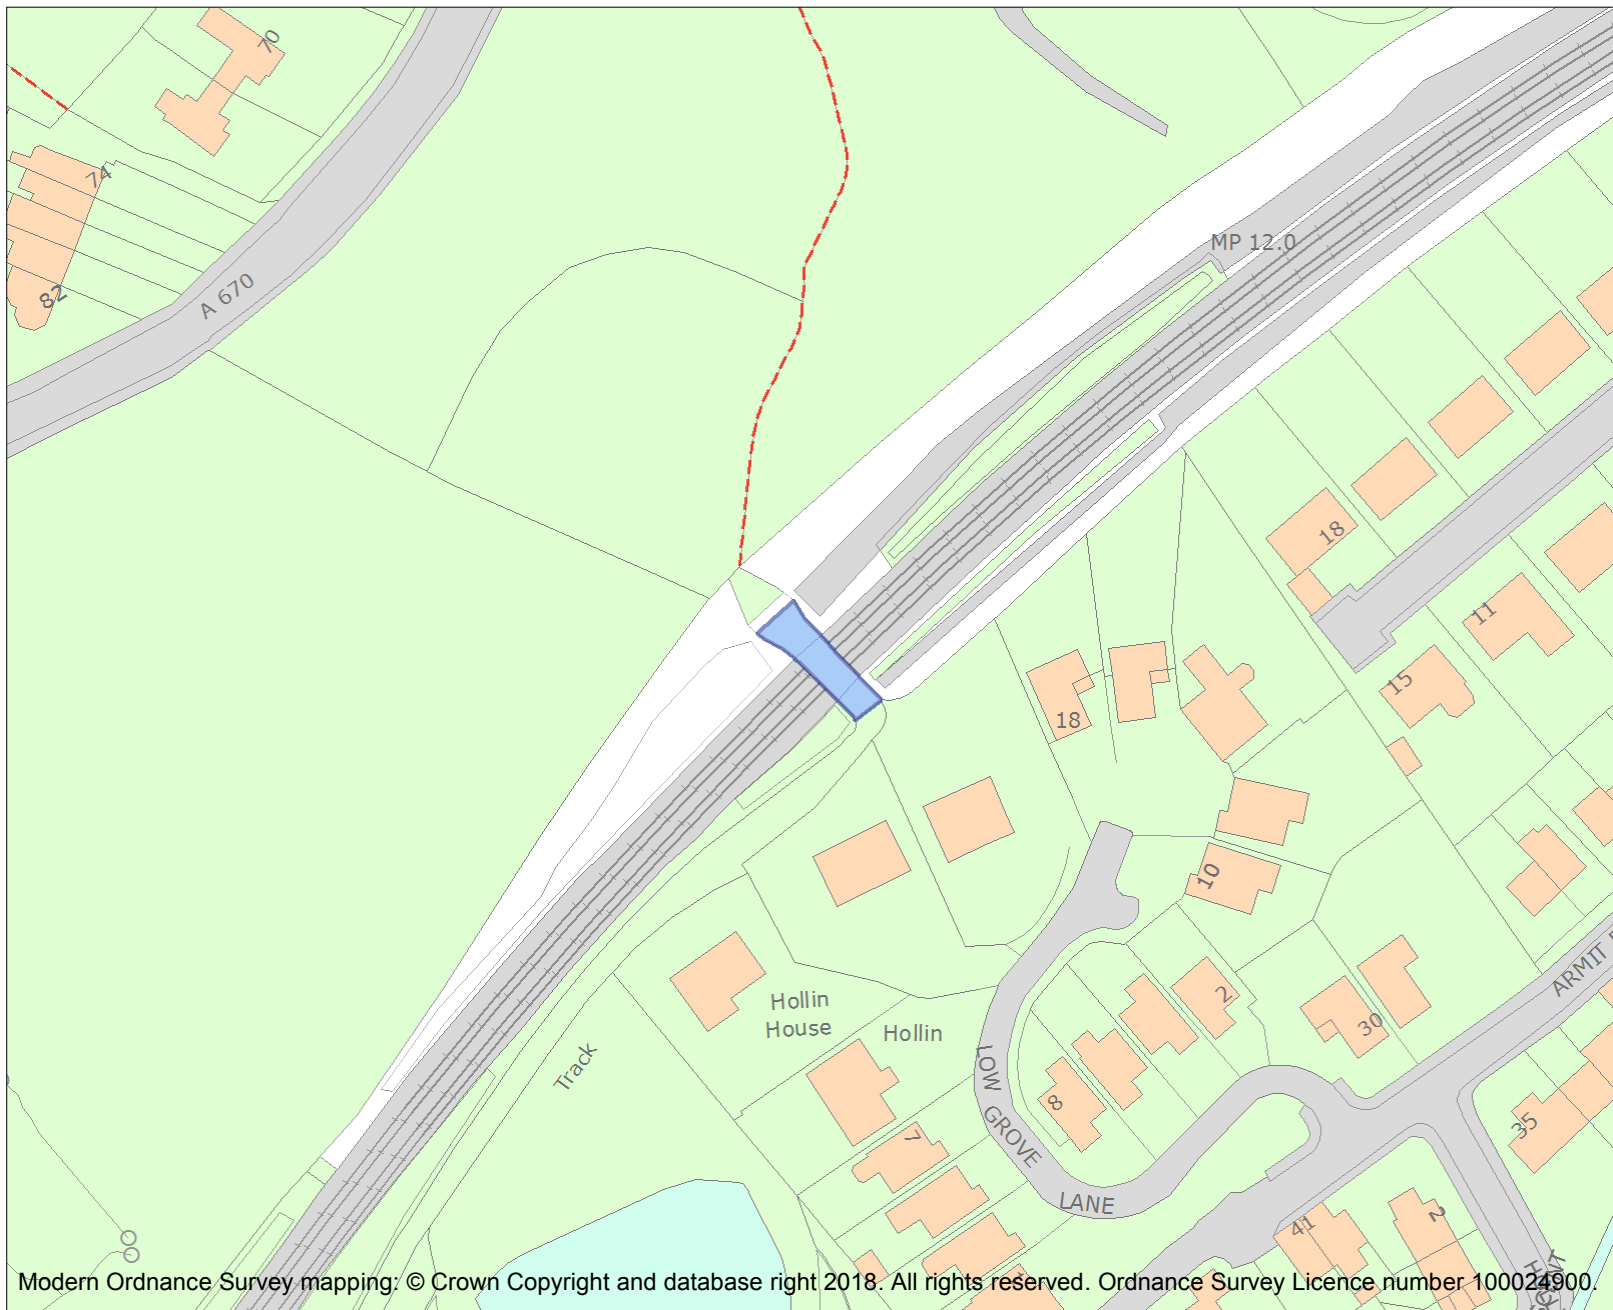 70
74
82
A 670
MP 12.0
18
11
15
18
10
2
30
ARMIT
Hollin
House
Hollin
Track
LOW GROVE LANE
8
7
35
41
2
Modern Ordnance Survey mapping: © Crown Copyright and database right 2018. All rights reserved. Ordnance Survey Licence number 100024900.